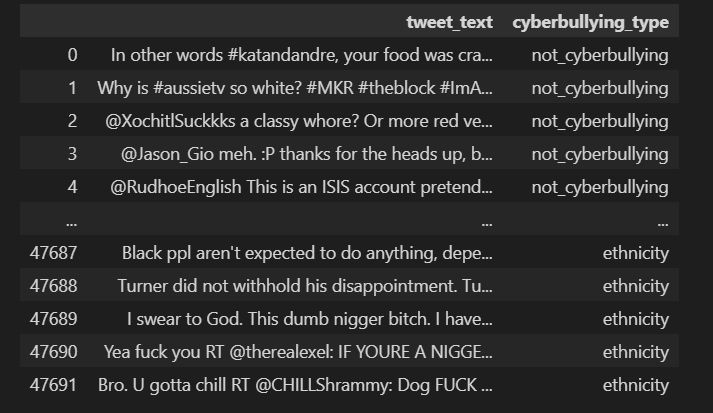 tweet_text cyberbullying_type
0 In other words #katandandre, your food was cra... not_cyberbullying
1 Why is #aussietv so white? #MKR #theblock #ImA... not_cyberbullying
2 @XochitlSuckkks a classy whore? Or more red ve... not_cyberbullying
3 @Jason_Gio meh. :P thanks for the heads up, b... not_cyberbullying
4 @RudhoeEnglish This is an ISIS account pretend... not_cyberbullying
... ... ...
47687 Black ppl aren't expected to do anything, depe... ethnicity
47688 Turner did not withhold his disappointment. Tu... ethnicity
47689 I swear to God. This dumb nigger bitch. I have... ethnicity
47690 Yea fuck you RT @therealexel: IF YOURE A NIGGE... ethnicity
47691 Bro. U gotta chill RT @CHILLShrammy: Dog FUCK ... ethnicity